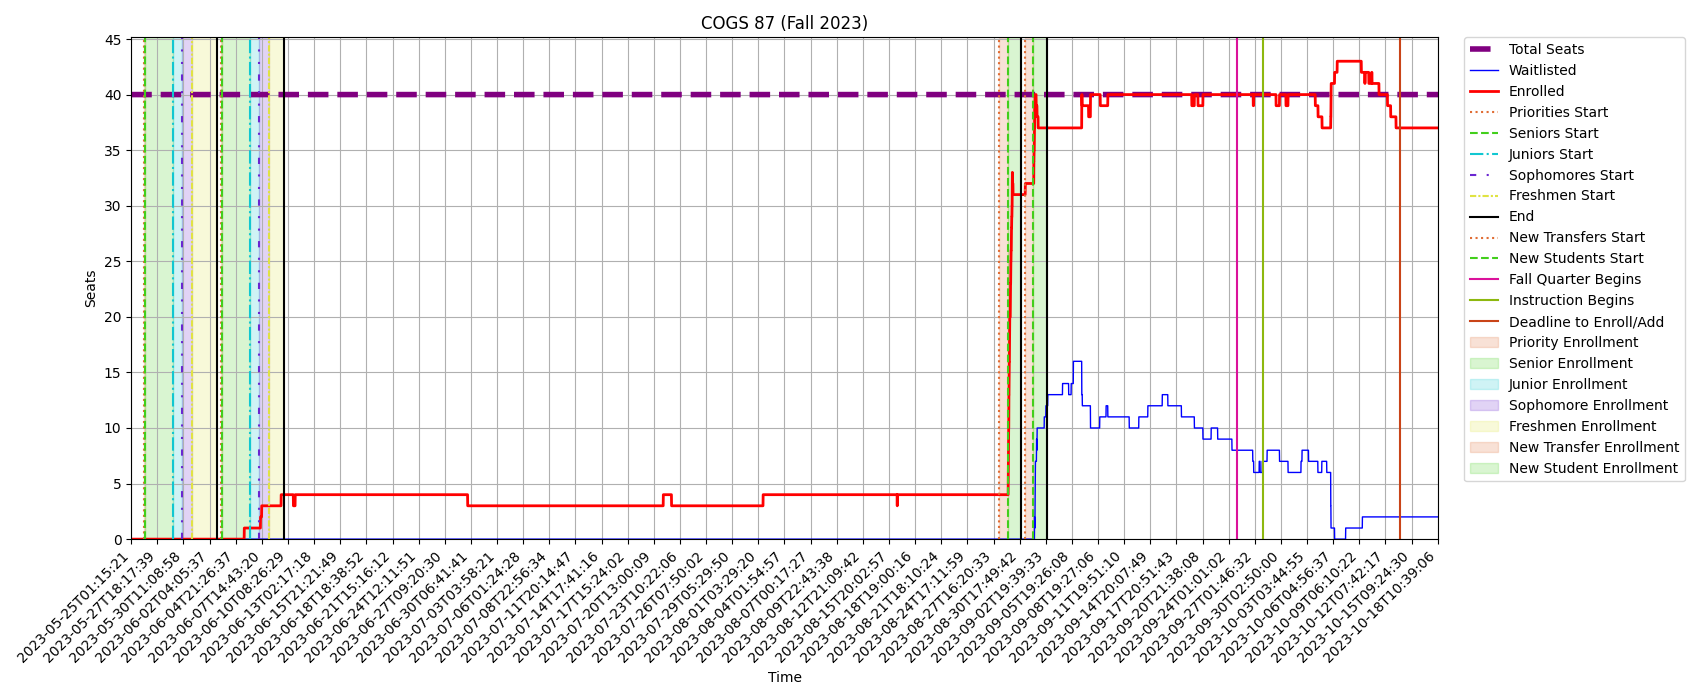 COGS 87 (Fall 2023)
45
40
35
30
25
20
15
10
5
0
Seats
2023-05-25T01:15:21
2023-05-27T18:17:39
2023-05-30T11:08:58
2023-06-02T04:05:37
2023-06-04T21:26:37
2023-06-07T14:43:20
2023-06-10T08:26:29
2023-06-13T02:17:18
2023-06-15T21:21:49
2023-06-18T18:38:52
2023-06-21T15:16:12
2023-06-24T12:11:51
2023-06-27T09:20:30
2023-06-30T06:41:41
2023-07-03T03:58:21
2023-07-06T01:24:28
2023-07-08T22:56:34
2023-07-11T20:14:47
2023-07-14T17:41:16
2023-07-17T15:24:02
2023-07-20T13:00:09
2023-07-23T10:22:06
2023-07-26T07:50:02
2023-07-29T05:29:50
2023-08-01T03:29:20
2023-08-04T01:54:57
2023-08-07T00:17:27
2023-08-09T22:43:38
2023-08-12T21:09:42
2023-08-15T20:02:57
2023-08-18T19:00:16
2023-08-21T18:10:24
2023-08-24T17:11:59
2023-08-27T16:20:33
2023-08-30T17:49:42
2023-09-02T19:39:33
2023-09-05T19:26:08
2023-09-08T19:27:06
2023-09-11T19:51:10
2023-09-14T20:07:49
2023-09-17T20:51:43
2023-09-20T21:38:08
2023-09-24T01:01:02
2023-09-27T01:46:32
2023-09-30T02:50:00
2023-10-03T03:44:55
2023-10-06T04:56:37
2023-10-09T06:10:22
2023-10-12T07:42:17
2023-10-15T09:24:30
2023-10-18T10:39:06
Time
Total Seats
Waitlisted
Enrolled
Priorities Start
Seniors Start
Juniors Start
Sophomores Start
Freshmen Start
End
New Transfers Start
New Students Start
Fall Quarter Begins
Instruction Begins
Deadline to Enroll/Add
Priority Enrollment
Senior Enrollment
Junior Enrollment
Sophomore Enrollment
Freshmen Enrollment
New Transfer Enrollment
New Student Enrollment